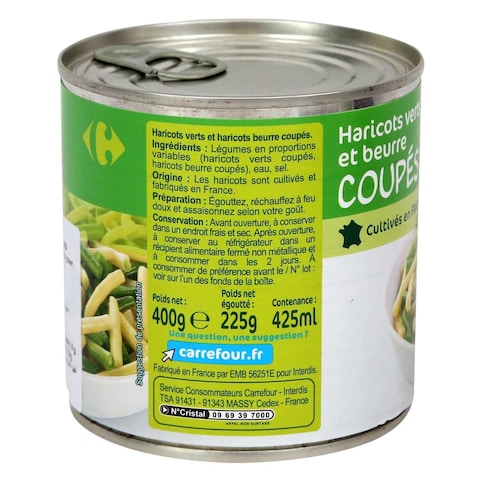 Haricots verts et haricots beurre coupés.
Ingrédients : Légumes en proportions
variables (haricots verts coupés,
haricots beurre coupés), eau, sel.
Origine : Les haricots sont cultivés et
fabriqués en France.
Préparation : Égouttez, réchauffez à feu
doux et assaisonnez selon votre goût.
Conservation : Avant ouverture, à conserver
dans un endroit frais et sec. Après ouverture,
à conserver au réfrigérateur dans un
récipient alimentaire fermé non métallique et
à consommer dans les 2 jours. À
consommer de préférence avant le / N° lot :
voir sur l'un des fonds de la boîte.
Poids net : Poids net égoutté : Contenance :
400g e 225g 425ml
Une question, une suggestion ?
carrefour.fr
Fabriqué en France par EMB 56251E pour Interdis.
Service Consommateurs Carrefour - Interdis
TSA 91431 - 91343 MASSY Cedex - France
N°Cristal 09 69 39 7000
APPEL NON SURTAXÉ
Suggestion de présentation
Haricots verts
et beurre
COUPÉS
Cultivés en